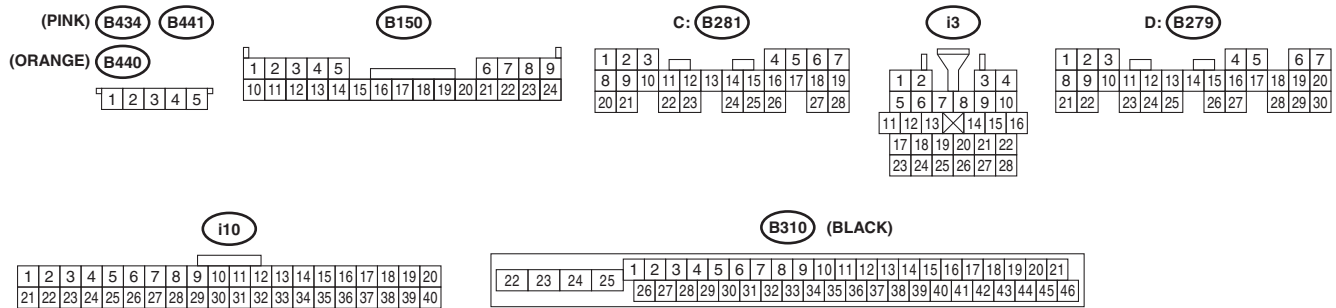 (PINK) B434 B441
(ORANGE) B440
1 2 3 4 5
B150
1 2 3 4 5 6 7 8 9
10 11 12 13 14 15 16 17 18 19 20 21 22 23 24
C: B281
1 2 3 4 5 6 7
8 9 10 11 12 13 14 15 16 17 18 19
20 21 22 23 24 25 26 27 28
i3
1 2 3 4
5 6 7 8 9 10
11 12 13 14 15 16
17 18 19 20 21 22
23 24 25 26 27 28
D: B279
1 2 3 4 5 6 7
8 9 10 11 12 13 14 15 16 17 18 19 20
21 22 23 24 25 26 27 28 29 30
i10
1 2 3 4 5 6 7 8 9 10 11 12 13 14 15 16 17 18 19 20
21 22 23 24 25 26 27 28 29 30 31 32 33 34 35 36 37 38 39 40
B310 (BLACK)
22 23 24 25 1 2 3 4 5 6 7 8 9 10 11 12 13 14 15 16 17 18 19 20 21
26 27 28 29 30 31 32 33 34 35 36 37 38 39 40 41 42 43 44 45 46